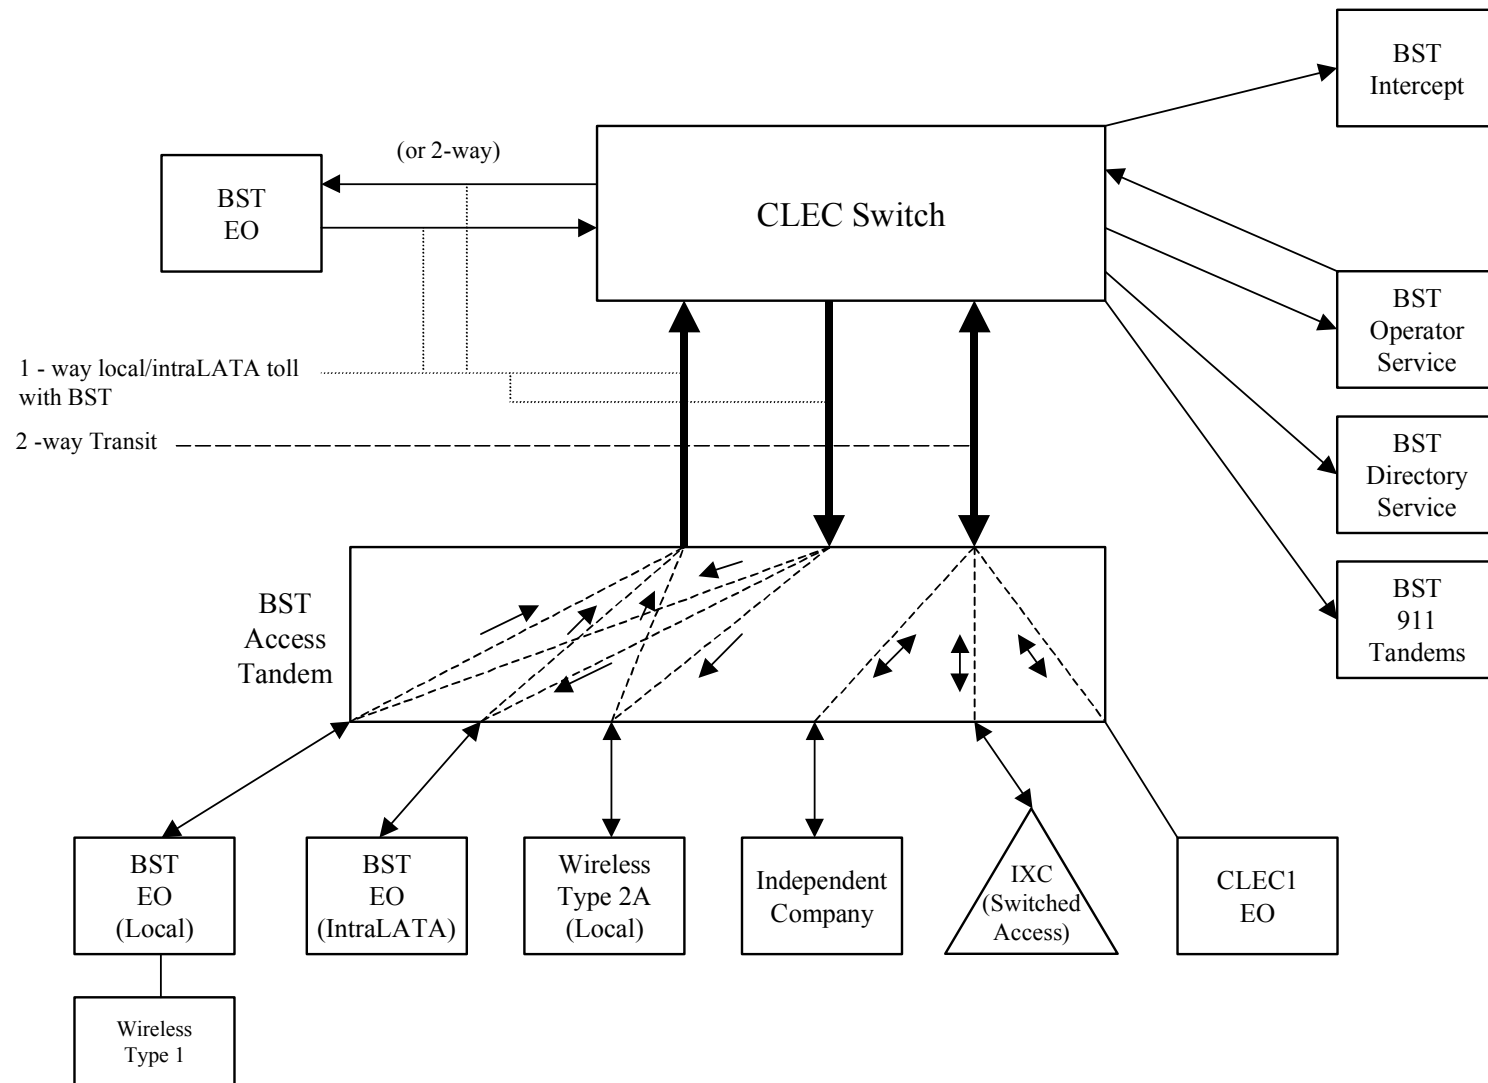 BST
Intercept
(or 2-way)
BST
EO
CLEC Switch
BST
Operator
Service
1 - way local/intraLATA toll
with BST
2 -way Transit
BST
Directory
Service
BST
911
Tandems
BST
Access
Tandem
BST
EO
(Local)
BST
EO
(IntraLATA)
Wireless
Type 2A
(Local)
Independent
Company
IXC
(Switched
Access)
CLEC1
EO
Wireless
Type 1